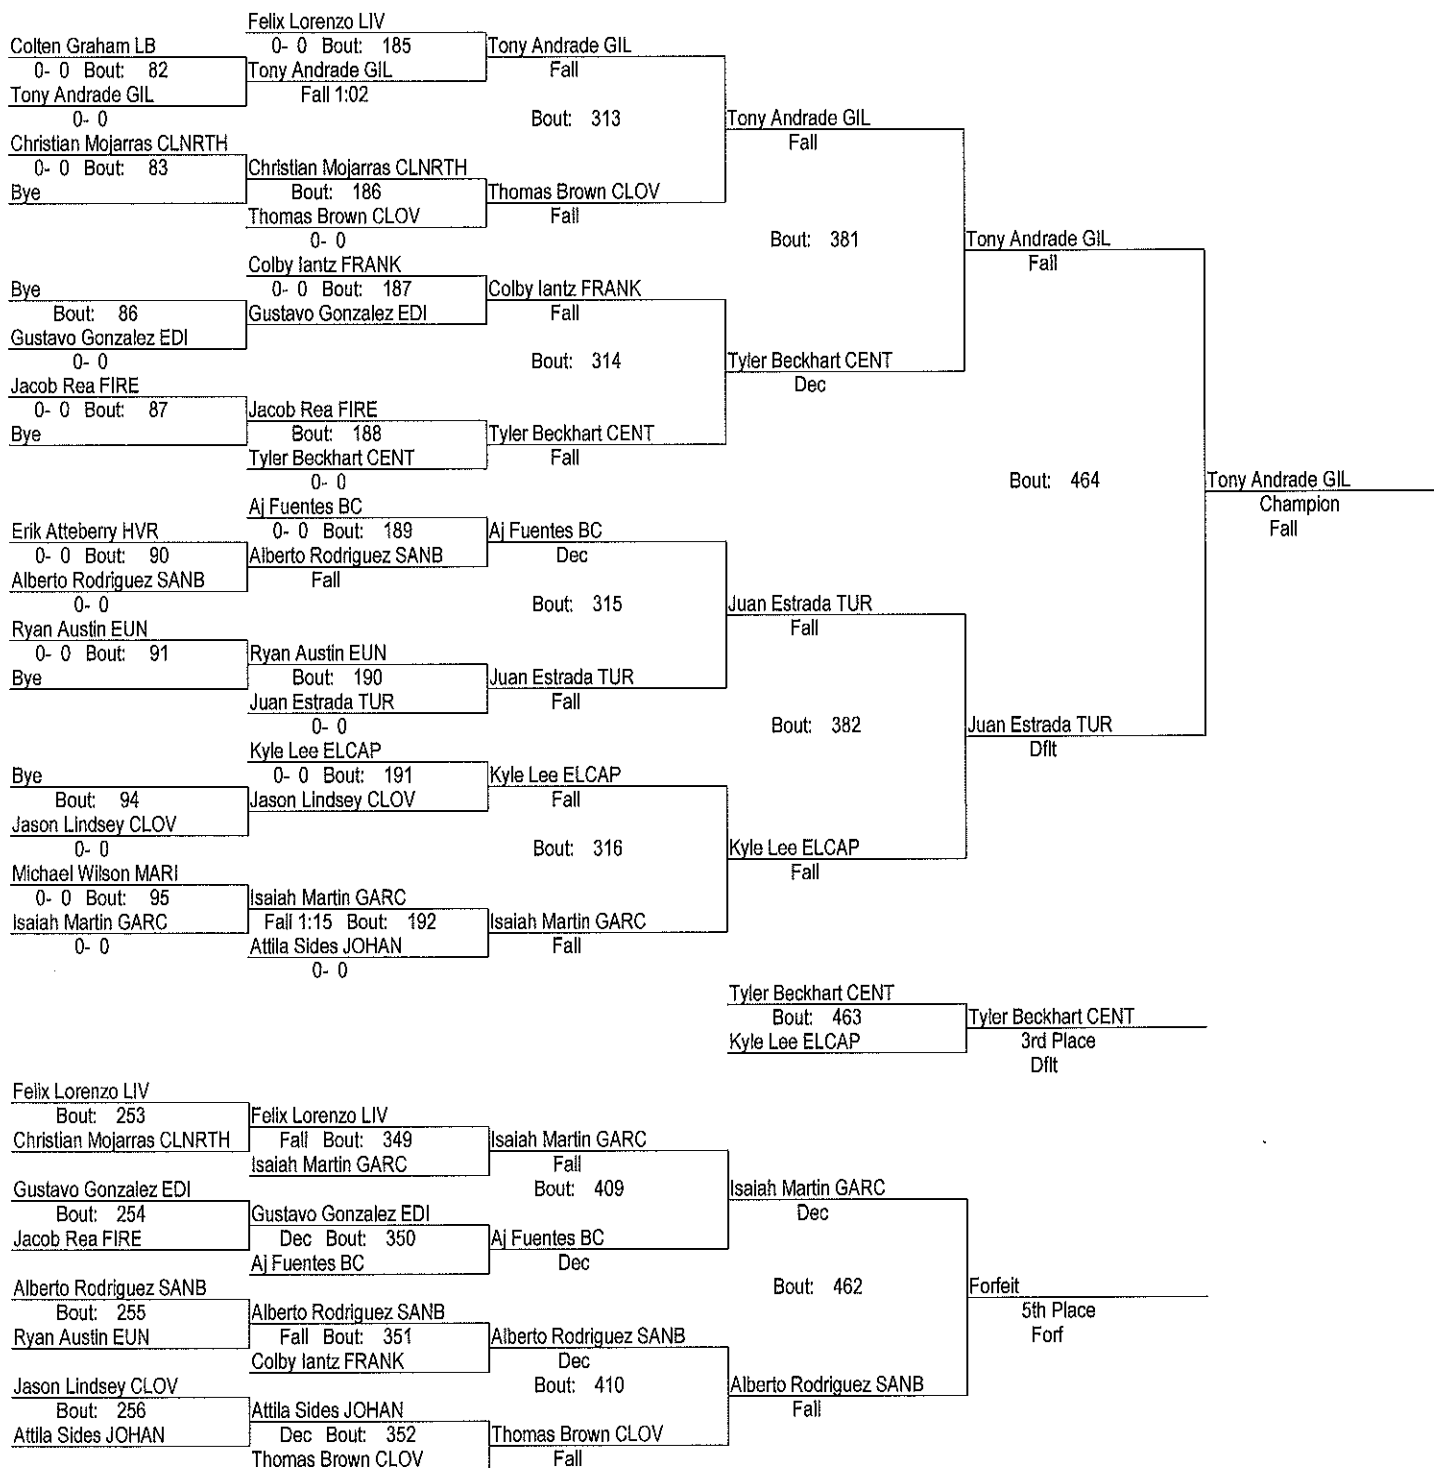 Felix Lorenzo LIV
Colten Graham LB
0- 0 Bout: 185
Tony Andrade GIL
0- 0 Bout: 82
Tony Andrade GIL
Fall
Tony Andrade GIL
Fall 1:02
0- 0
Bout: 313
Tony Andrade GIL
Fall
Christian Mojarras CLNRTH
0- 0 Bout: 83
Christian Mojarras CLNRTH
Bye
Bout: 186
Thomas Brown CLOV
Thomas Brown CLOV
Fall
0- 0
Bout: 381
Tony Andrade GIL
Fall
Colby Iantz FRANK
Bye
0- 0 Bout: 187
Colby Iantz FRANK
Bout: 86
Gustavo Gonzalez EDI
Fall
Gustavo Gonzalez EDI
0- 0
Bout: 314
Tyler Beckhart CENT
Dec
Jacob Rea FIRE
0- 0 Bout: 87
Jacob Rea FIRE
Bye
Bout: 188
Tyler Beckhart CENT
Tyler Beckhart CENT
Fall
0- 0
Bout: 464
Tony Andrade GIL
Champion
Fall
Aj Fuentes BC
Erik Atteberry HVR
0- 0 Bout: 189
Aj Fuentes BC
0- 0 Bout: 90
Alberto Rodriguez SANB
Dec
Alberto Rodriguez SANB
Fall
0- 0
Bout: 315
Juan Estrada TUR
Fall
Ryan Austin EUN
0- 0 Bout: 91
Ryan Austin EUN
Bye
Bout: 190
Juan Estrada TUR
Juan Estrada TUR
Fall
0- 0
Bout: 382
Juan Estrada TUR
Dflt
Kyle Lee ELCAP
Bye
0- 0 Bout: 191
Kyle Lee ELCAP
Bout: 94
Jason Lindsey CLOV
Fall
Jason Lindsey CLOV
0- 0
Bout: 316
Kyle Lee ELCAP
Fall
Michael Wilson MARI
0- 0 Bout: 95
Isaiah Martin GARC
Isaiah Martin GARC
Fall 1:15 Bout: 192
Isaiah Martin GARC
0- 0
Attila Sides JOHAN
Fall
0- 0
Tyler Beckhart CENT
Bout: 463
Tyler Beckhart CENT
Kyle Lee ELCAP
3rd Place
Dflt
Felix Lorenzo LIV
Bout: 253
Felix Lorenzo LIV
Christian Mojarras CLNRTH
Fall Bout: 349
Isaiah Martin GARC
Isaiah Martin GARC
Fall
Bout: 409
Isaiah Martin GARC
Dec
Gustavo Gonzalez EDI
Bout: 254
Gustavo Gonzalez EDI
Jacob Rea FIRE
Dec Bout: 350
Aj Fuentes BC
Aj Fuentes BC
Dec
Bout: 462
Forfeit
5th Place
Forf
Alberto Rodriguez SANB
Bout: 255
Alberto Rodriguez SANB
Ryan Austin EUN
Fall Bout: 351
Alberto Rodriguez SANB
Colby Iantz FRANK
Dec
Bout: 410
Alberto Rodriguez SANB
Fall
Jason Lindsey CLOV
Bout: 256
Attila Sides JOHAN
Attila Sides JOHAN
Dec Bout: 352
Thomas Brown CLOV
Thomas Brown CLOV
Fall